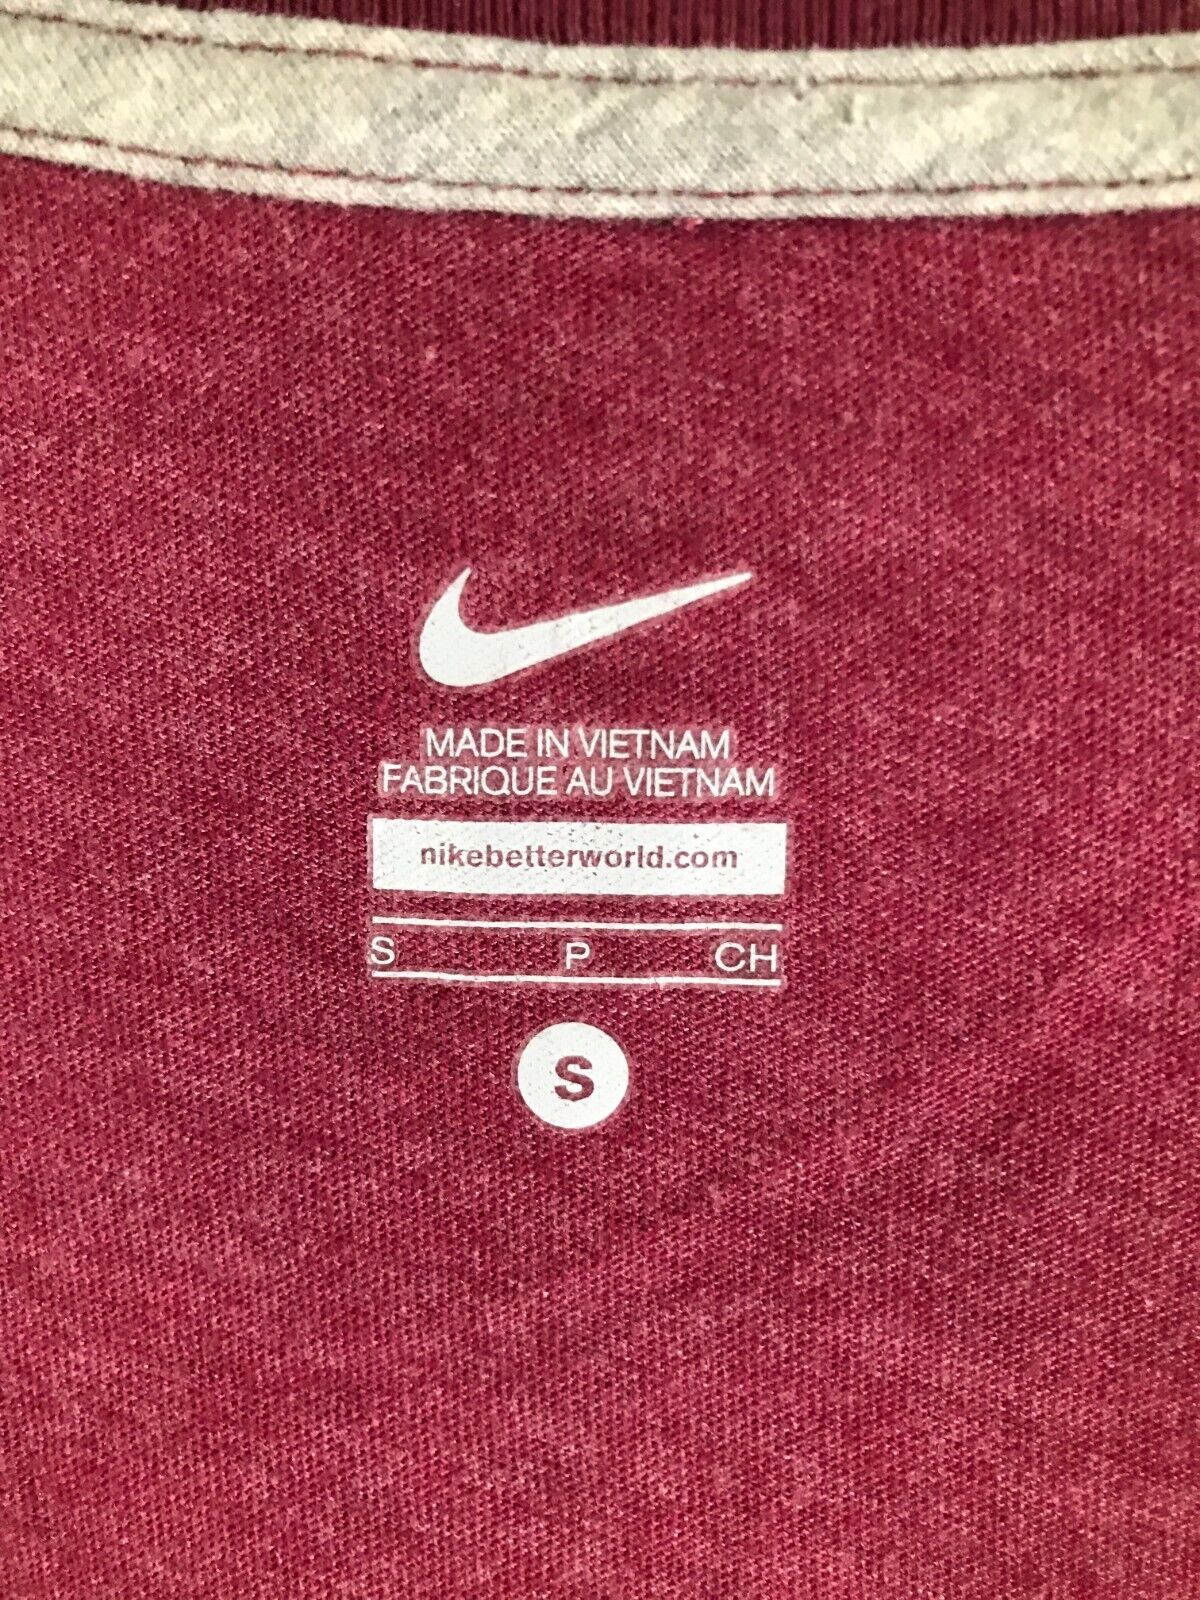 MADE IN VIETNAM
FABRIQUE AU VIETNAM
nikebetterworld.com
S P CH
S